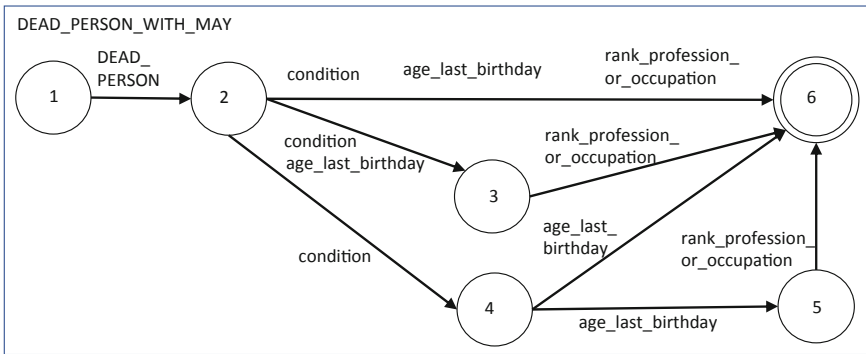 DEAD_PERSON_WITH_MAY
DEAD_
PERSON
1
2
condition
age_last_birthday
rank_profession_
or_occupation
6
condition
age_last_birthday
rank_profession_
or_occupation
3
condition
age_last_
birthday
rank_profession_
or_occupation
4
age_last_birthday
5